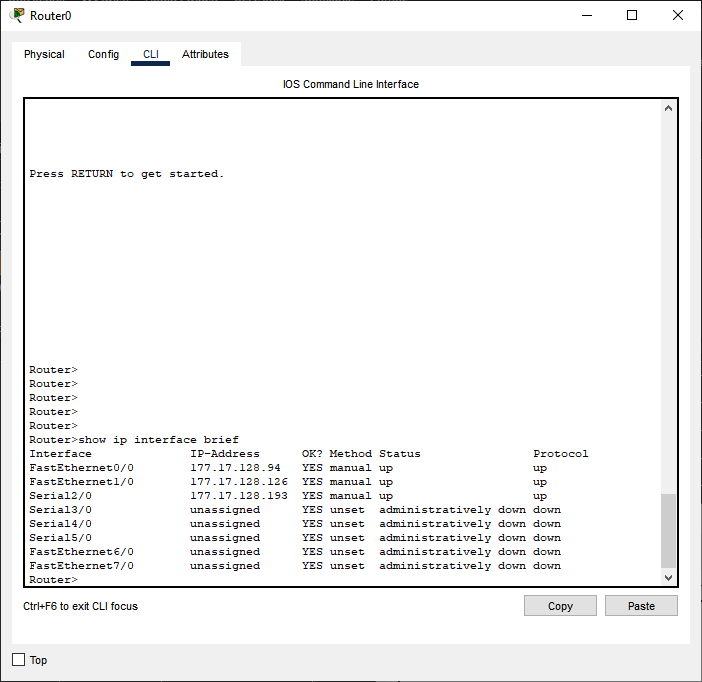 Router0
Physical Config CLI Attributes
IOS Command Line Interface
Press RETURN to get started.
Router>
Router>
Router>
Router>
Router>
Router>show ip interface brief
Interface IP-Address OK? Method Status Protocol
FastEthernet0/0 177.17.128.94 YES manual up up
FastEthernet1/0 177.17.128.126 YES manual up up
Serial2/0 177.17.128.193 YES manual up up
Serial3/0 unassigned YES unset administratively down down
Serial4/0 unassigned YES unset administratively down down
Serial5/0 unassigned YES unset administratively down down
FastEthernet6/0 unassigned YES unset administratively down down
FastEthernet7/0 unassigned YES unset administratively down down
Router>
Ctrl+F6 to exit CLI focus Copy Paste
Top